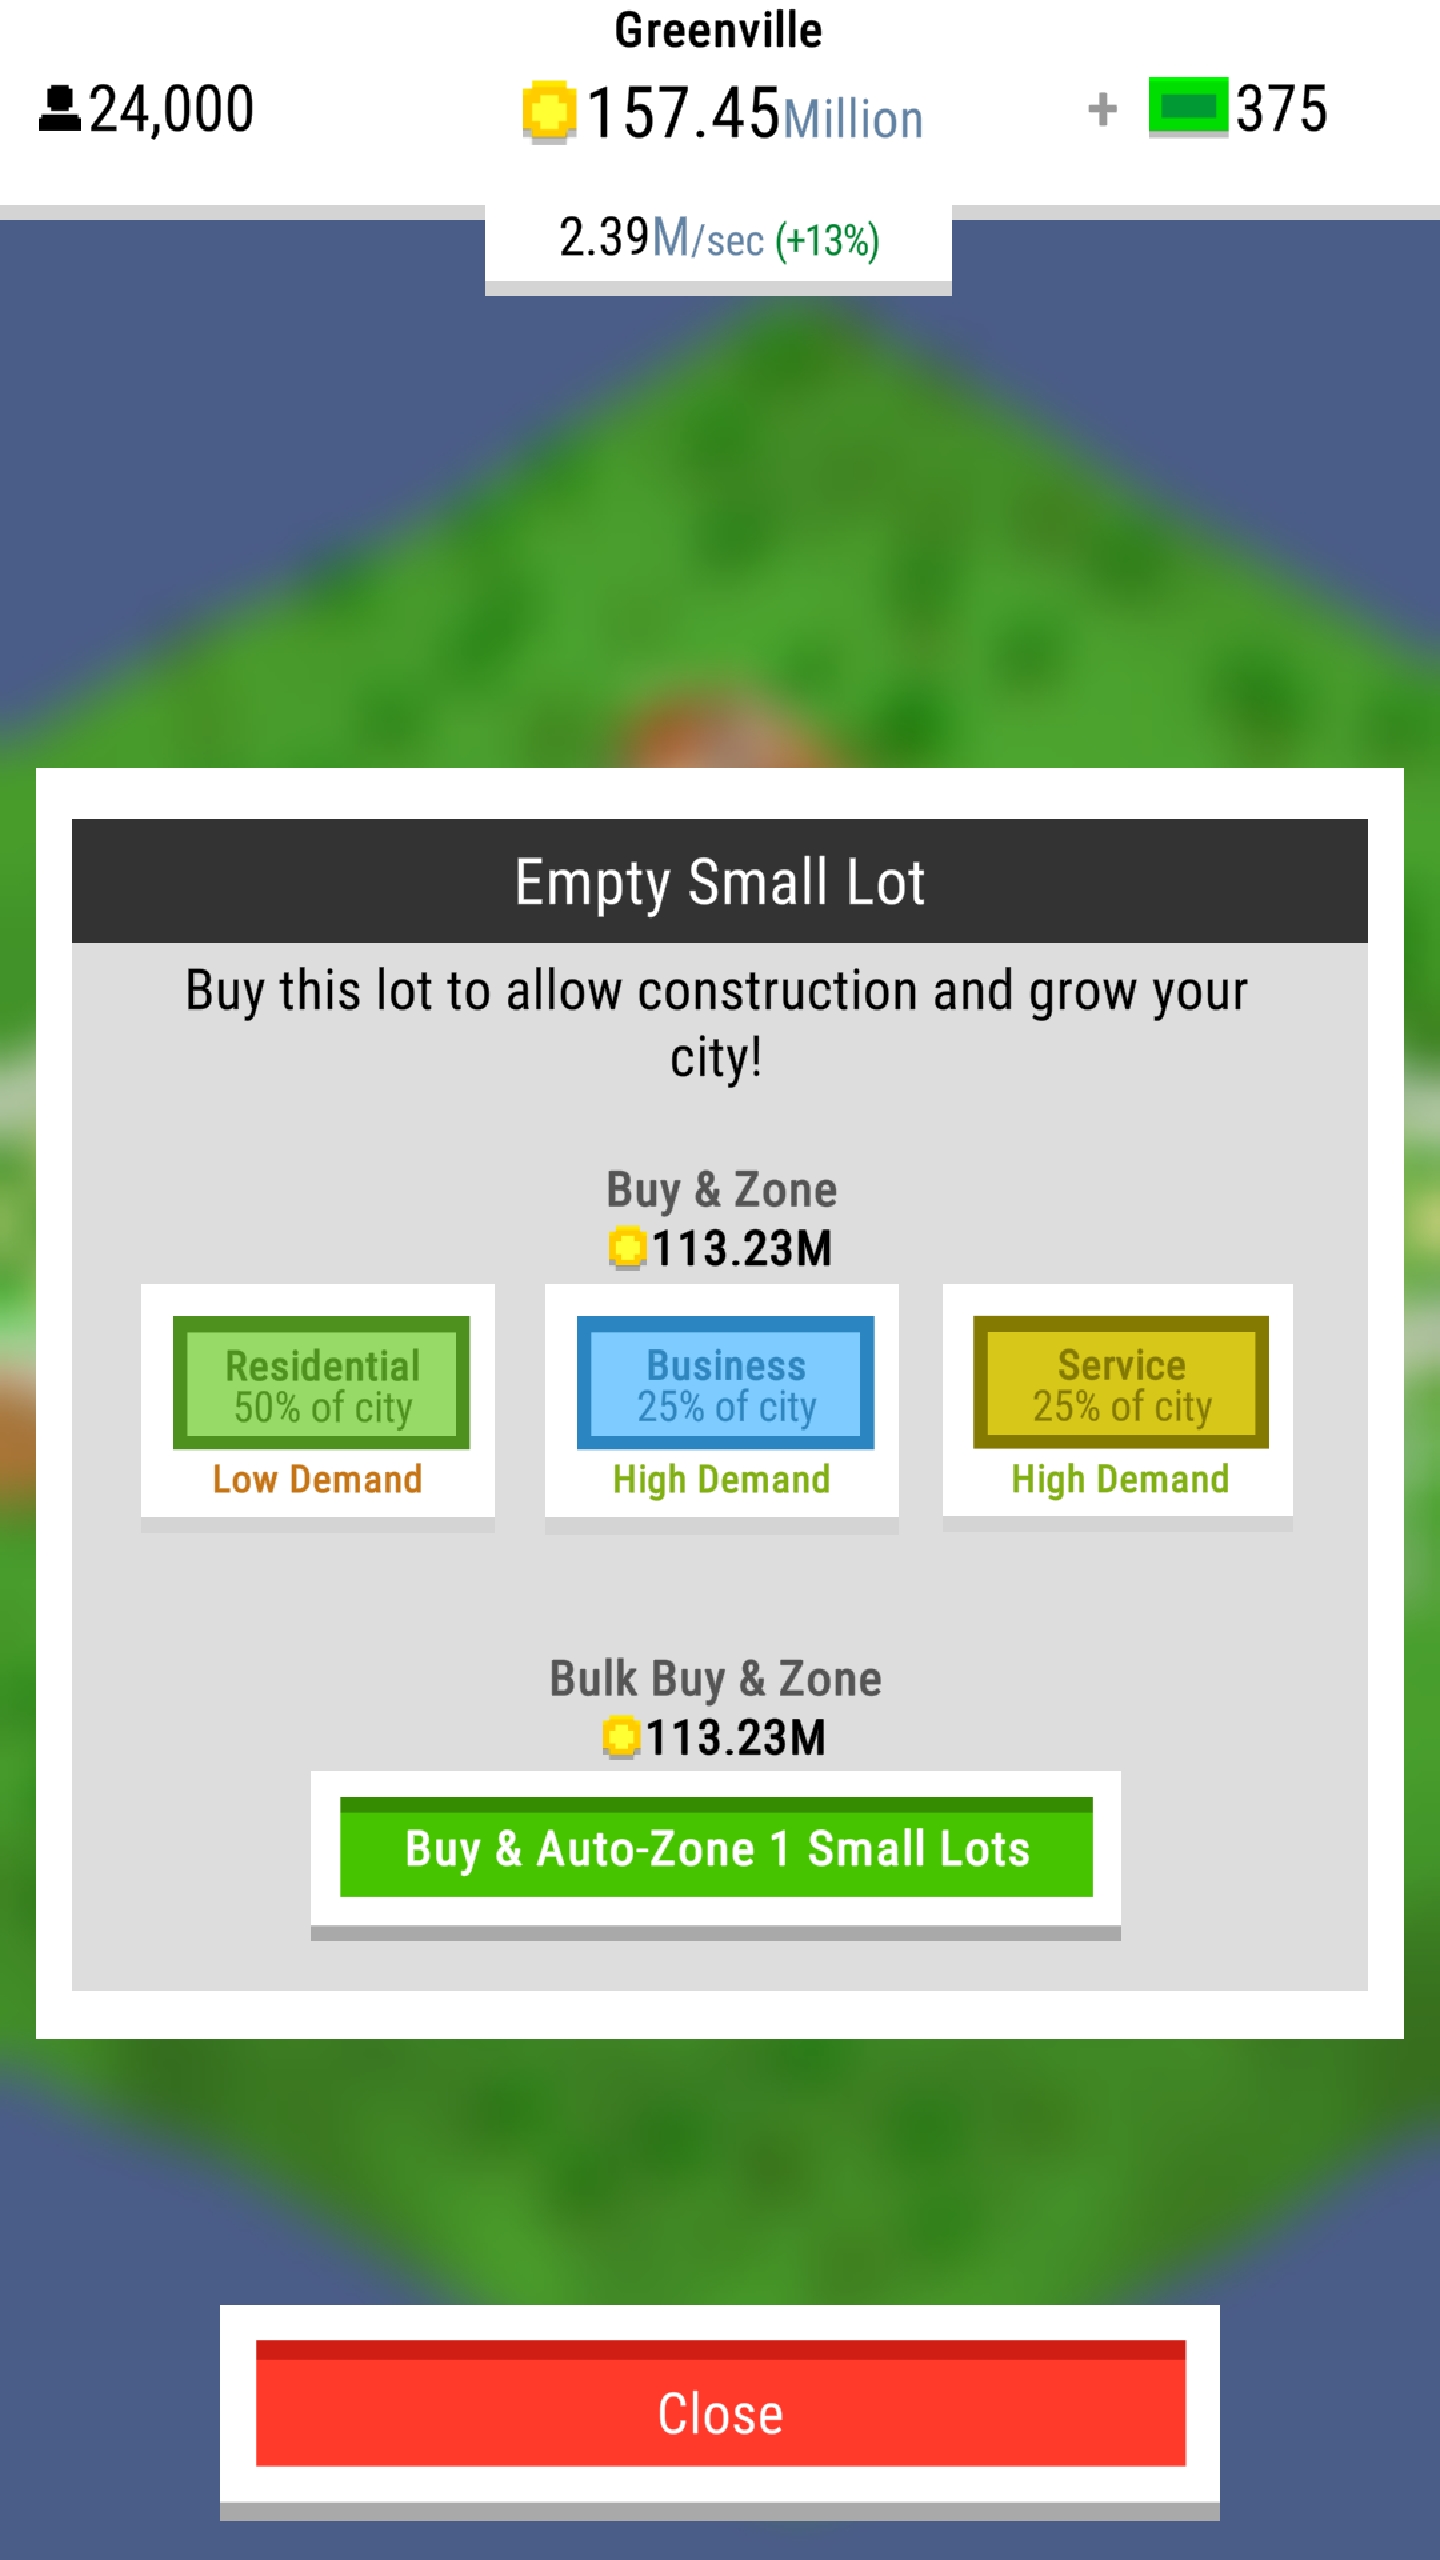 Greenville
24,000
157.45Million
+ 375
2.39M/sec (+13%)
Empty Small Lot
Buy this lot to allow construction and grow your
city!
Buy & Zone
113.23M
Residential
50% of city
Low Demand
Business
25% of city
High Demand
Service
25% of city
High Demand
Bulk Buy & Zone
113.23M
Buy & Auto-Zone 1 Small Lots
Close